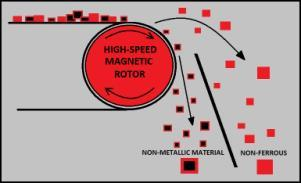 HIGH-SPEED
MAGNETIC
ROTOR
NON-METALLIC MATERIAL
NON-FERROUS